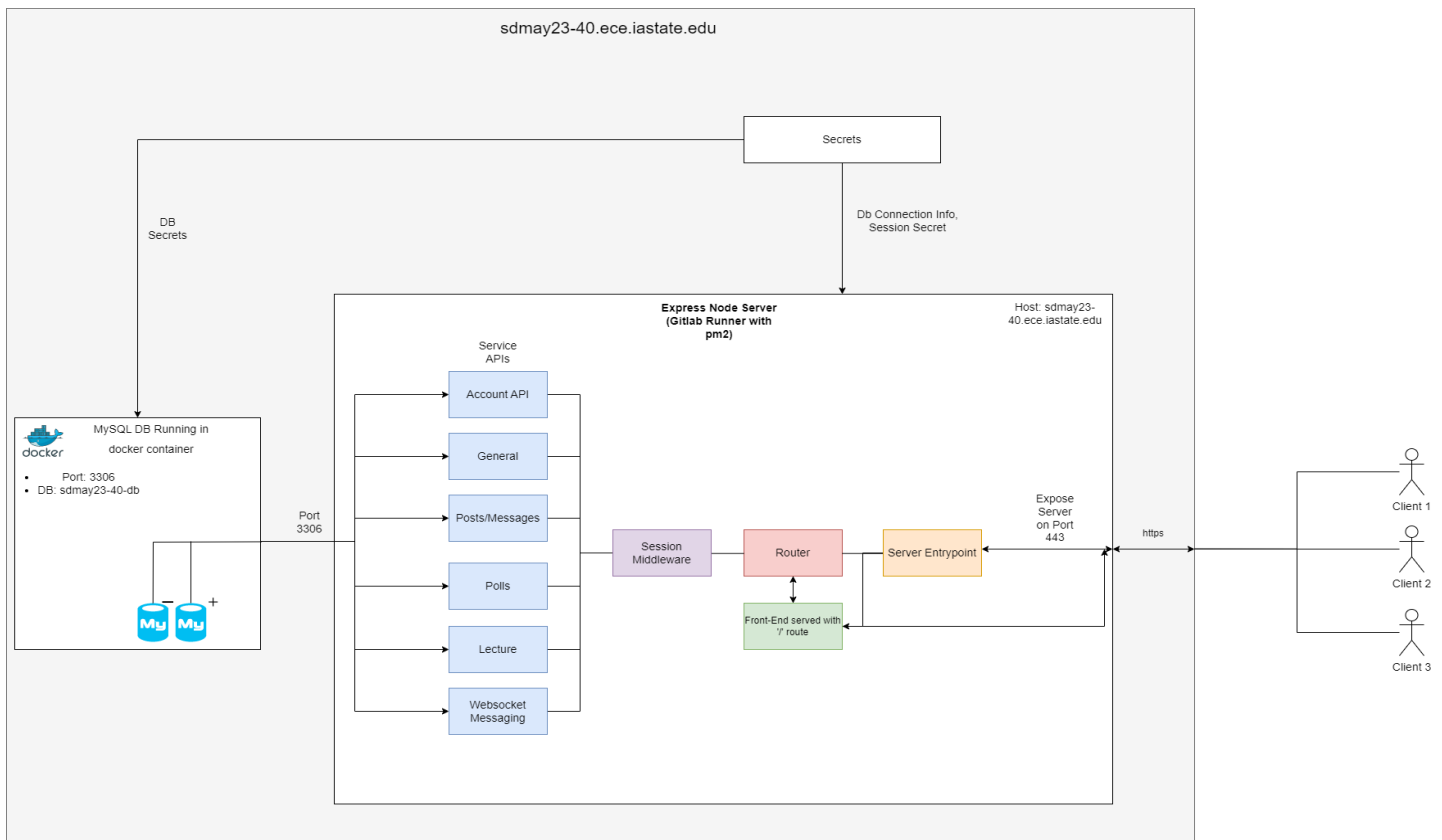 sdmay23-40.ece.iastate.edu
Secrets
DB
Secrets
Db Connection Info,
Session Secret
Express Node Server
(Gitlab Runner with
pm2)
Host: sdmay23-
40.ece.iastate.edu
Service
APIs
Account API
General
Posts/Messages
Polls
Lecture
Websocket
Messaging
docker
MySQL DB Running in
docker container
Port: 3306
DB: sdmay23-40-db
My
My
Port
3306
Session
Middleware
Router
Server Entrypoint
Front-End served with
'/' route
Expose
Server
on Port
443
https
Client 1
Client 2
Client 3